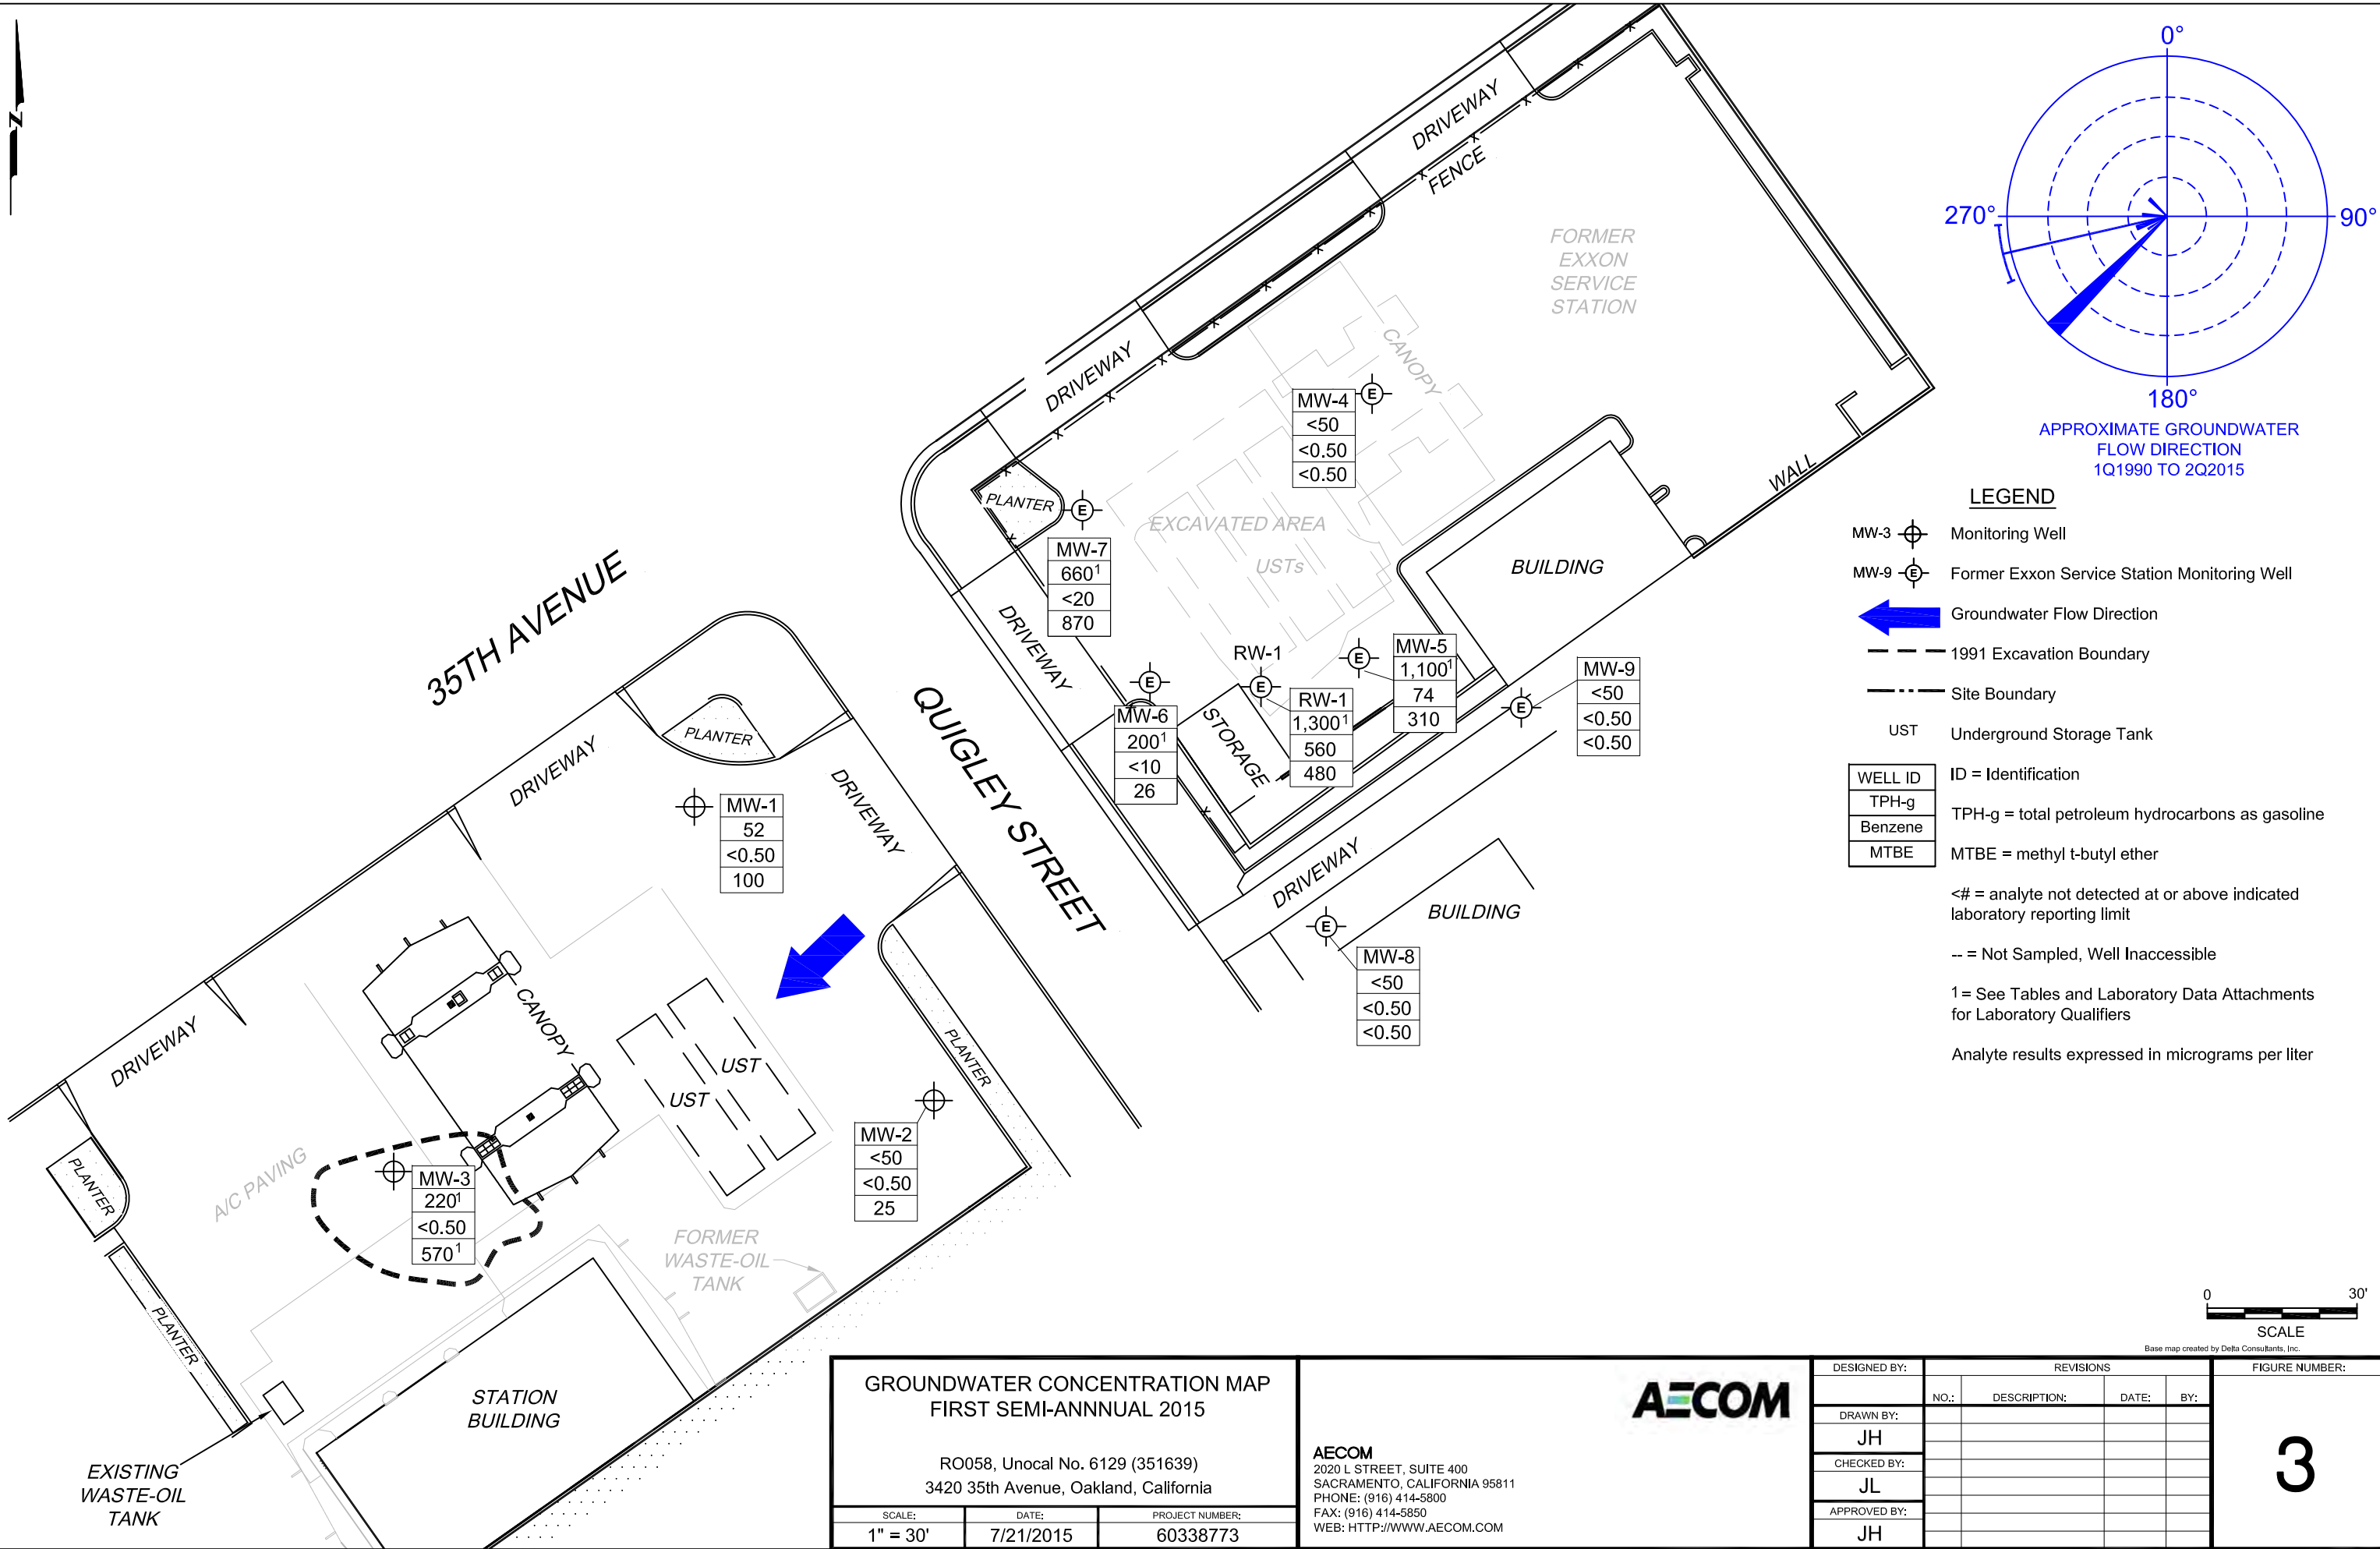 N
0°
270°
90°
180°
APPROXIMATE GROUNDWATER
FLOW DIRECTION
1Q1990 TO 2Q2015
DRIVEWAY
FENCE
FORMER
EXXON
SERVICE
STATION
DRIVEWAY
CANOPY
MW-4
<50
<0.50
<0.50
E
WALL
PLANTER
E
EXCAVATED AREA
USTs
BUILDING
MW-7
660¹
<20
870
35TH AVENUE
DRIVEWAY
QUIGLEY STREET
E
MW-6
200¹
<10
26
RW-1
E
STORAGE
RW-1
1,300¹
560
480
E
MW-5
1,100¹
74
310
E
MW-9
<50
<0.50
<0.50
DRIVEWAY
BUILDING
E
MW-8
<50
<0.50
<0.50
PLANTER
DRIVEWAY
DRIVEWAY
MW-1
52
<0.50
100
CANOPY
UST
UST
PLANTER
DRIVEWAY
MW-2
<50
<0.50
25
PLANTER
A/C PAVING
MW-3
220¹
<0.50
570¹
FORMER
WASTE-OIL
TANK
PLANTER
STATION
BUILDING
EXISTING
WASTE-OIL
TANK
LEGEND
MW-3 Monitoring Well
MW-9 E Former Exxon Service Station Monitoring Well
Groundwater Flow Direction
1991 Excavation Boundary
Site Boundary
UST Underground Storage Tank
WELL ID
TPH-g
Benzene
MTBE
ID = Identification
TPH-g = total petroleum hydrocarbons as gasoline
MTBE = methyl t-butyl ether
<# = analyte not detected at or above indicated
laboratory reporting limit
-- = Not Sampled, Well Inaccessible
1 = See Tables and Laboratory Data Attachments
for Laboratory Qualifiers
Analyte results expressed in micrograms per liter
0 30'
SCALE
Base map created by Delta Consultants, Inc.
GROUNDWATER CONCENTRATION MAP
FIRST SEMI-ANNNUAL 2015
RO058, Unocal No. 6129 (351639)
3420 35th Avenue, Oakland, California
SCALE: DATE: PROJECT NUMBER:
1" = 30' 7/21/2015 60338773
AECOM
AECOM
2020 L STREET, SUITE 400
SACRAMENTO, CALIFORNIA 95811
PHONE: (916) 414-5800
FAX: (916) 414-5850
WEB: HTTP://WWW.AECOM.COM
DESIGNED BY:
DRAWN BY:
JH
CHECKED BY:
JL
APPROVED BY:
JH
REVISIONS
NO.: DESCRIPTION: DATE: BY:
FIGURE NUMBER:
3